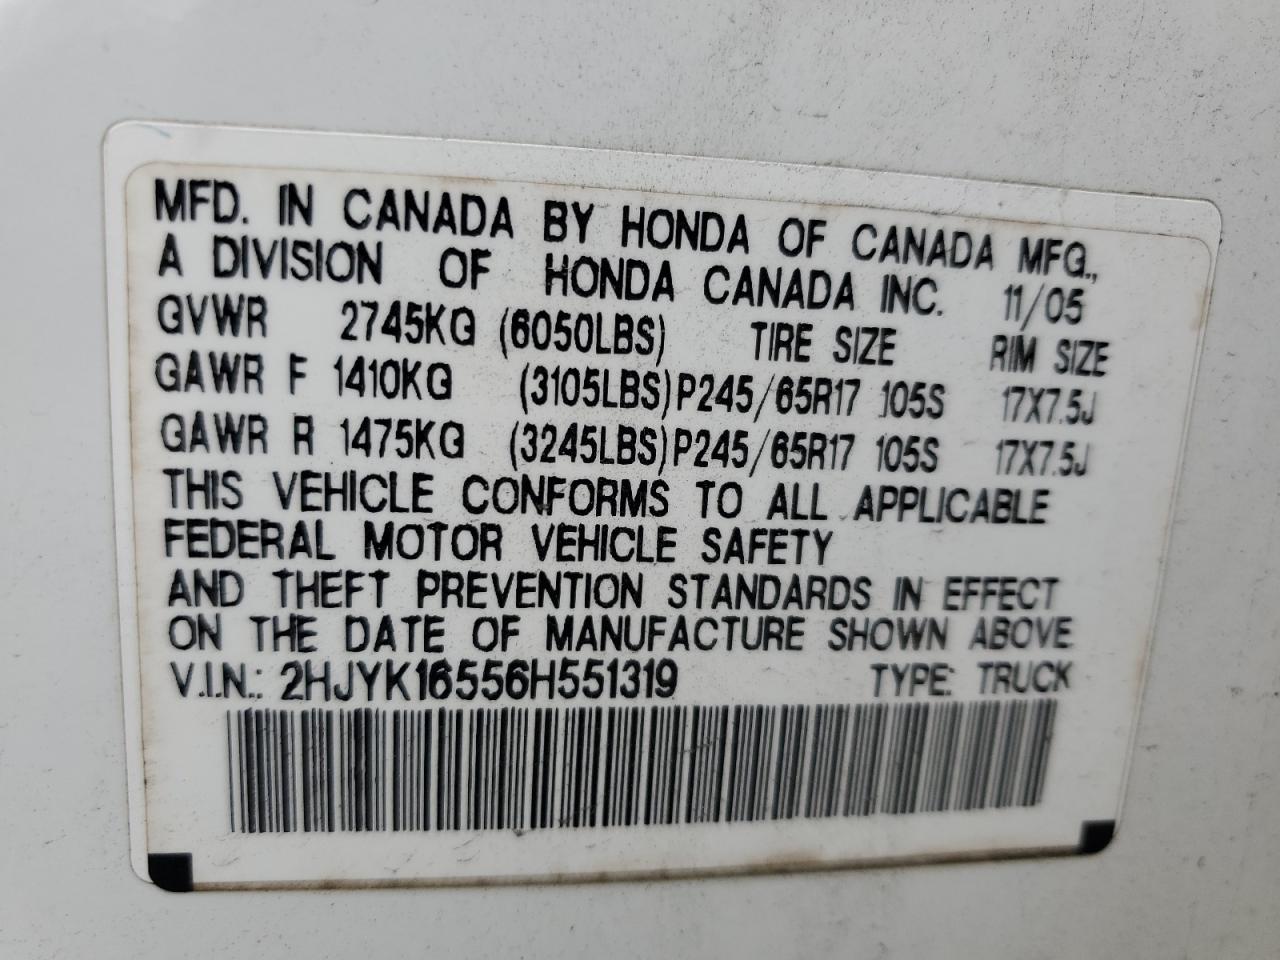 MFD. IN CANADA BY HONDA OF CANADA MFG.,
A DIVISION OF HONDA CANADA INC. 11/05
GVWR 2745KG (6050LBS) TIRE SIZE RIM SIZE
GAWR F 1410KG (3105LBS) P245/65R17 105S 17X7.5J
GAWR R 1475KG (3245LBS) P245/65R17 105S 17X7.5J
THIS VEHICLE CONFORMS TO ALL APPLICABLE
FEDERAL MOTOR VEHICLE SAFETY
AND THEFT PREVENTION STANDARDS IN EFFECT
ON THE DATE OF MANUFACTURE SHOWN ABOVE
V.I.N.: 2HJYK16556H551319 TYPE: TRUCK